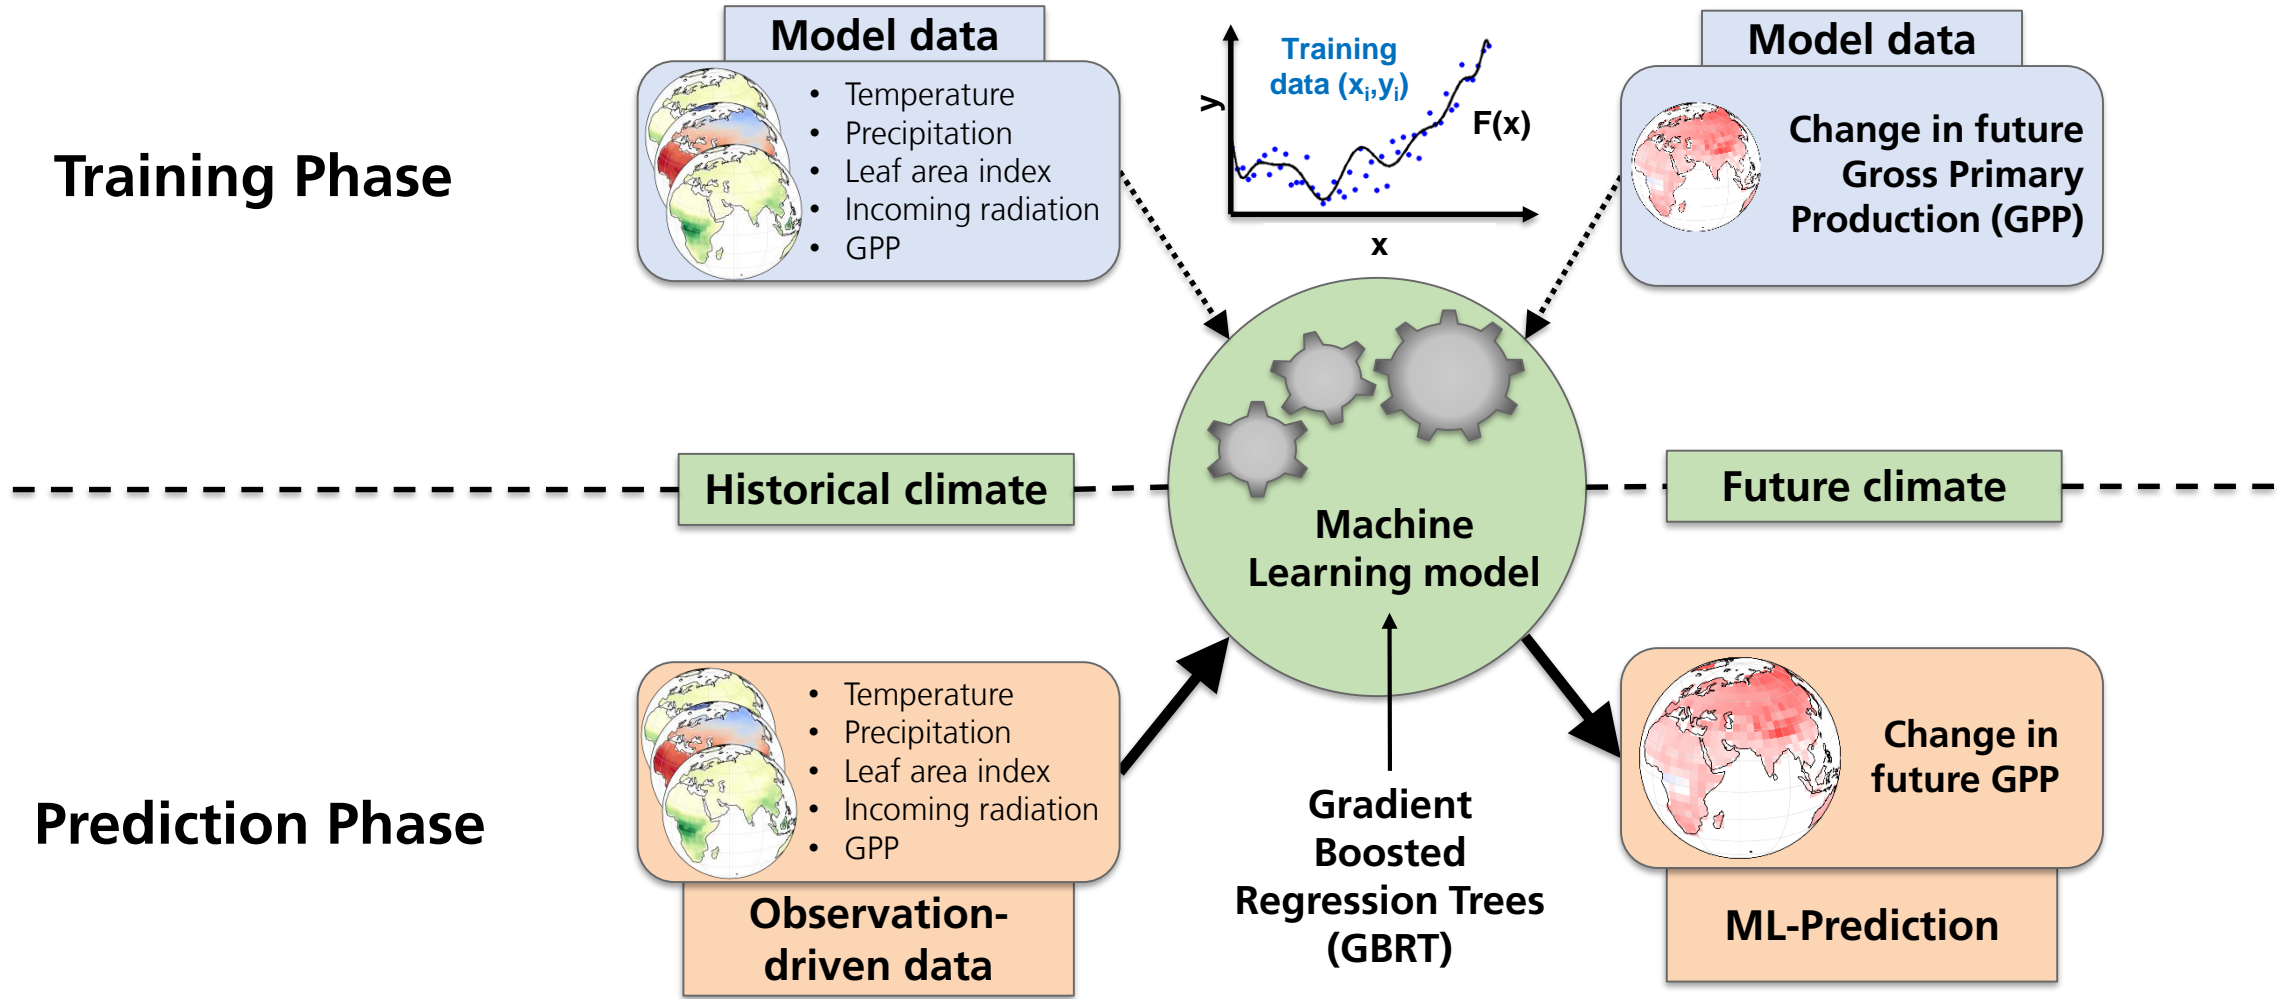 Model data
Training Phase
• Temperature
• Precipitation
• Leaf area index
• Incoming radiation
• GPP
Training
data (xi,yi)
y
F(x)
x
Model data
Change in future
Gross Primary
Production (GPP)
Historical climate
Machine
Learning model
Future climate
Prediction Phase
• Temperature
• Precipitation
• Leaf area index
• Incoming radiation
• GPP
Observation-
driven data
Gradient
Boosted
Regression Trees
(GBRT)
Change in
future GPP
ML-Prediction